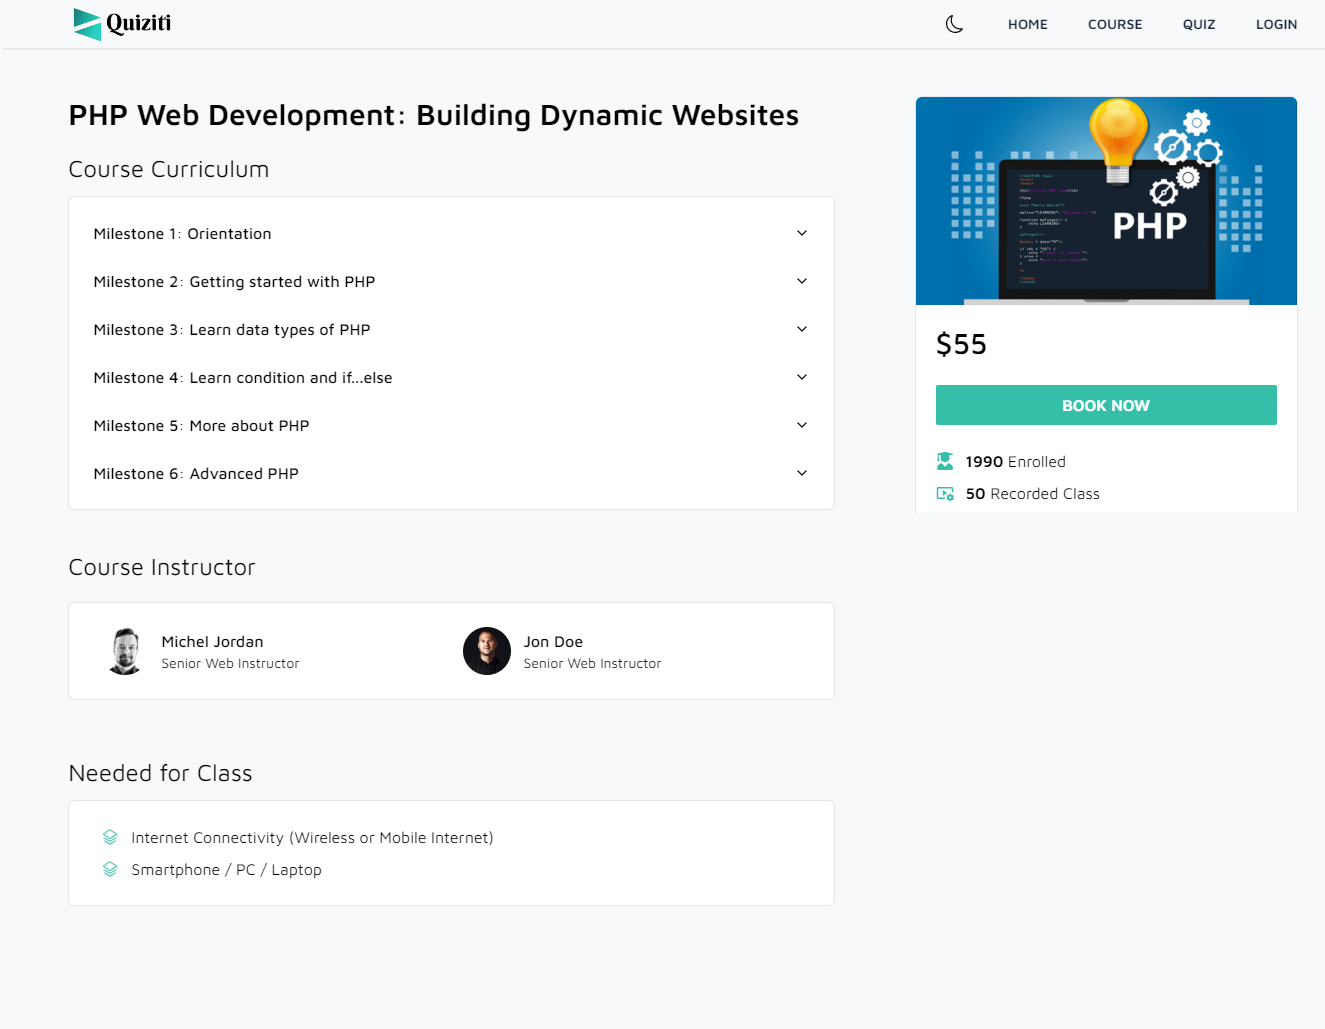 Quiziti
HOME
COURSE
QUIZ
LOGIN
PHP Web Development: Building Dynamic Websites
Course Curriculum
Milestone 1: Orientation
Milestone 2: Getting started with PHP
Milestone 3: Learn data types of PHP
Milestone 4: Learn condition and if...else
Milestone 5: More about PHP
Milestone 6: Advanced PHP
PHP
$55
BOOK NOW
1990 Enrolled
50 Recorded Class
Course Instructor
Michel Jordan
Senior Web Instructor
Jon Doe
Senior Web Instructor
Needed for Class
Internet Connectivity (Wireless or Mobile Internet)
Smartphone / PC / Laptop